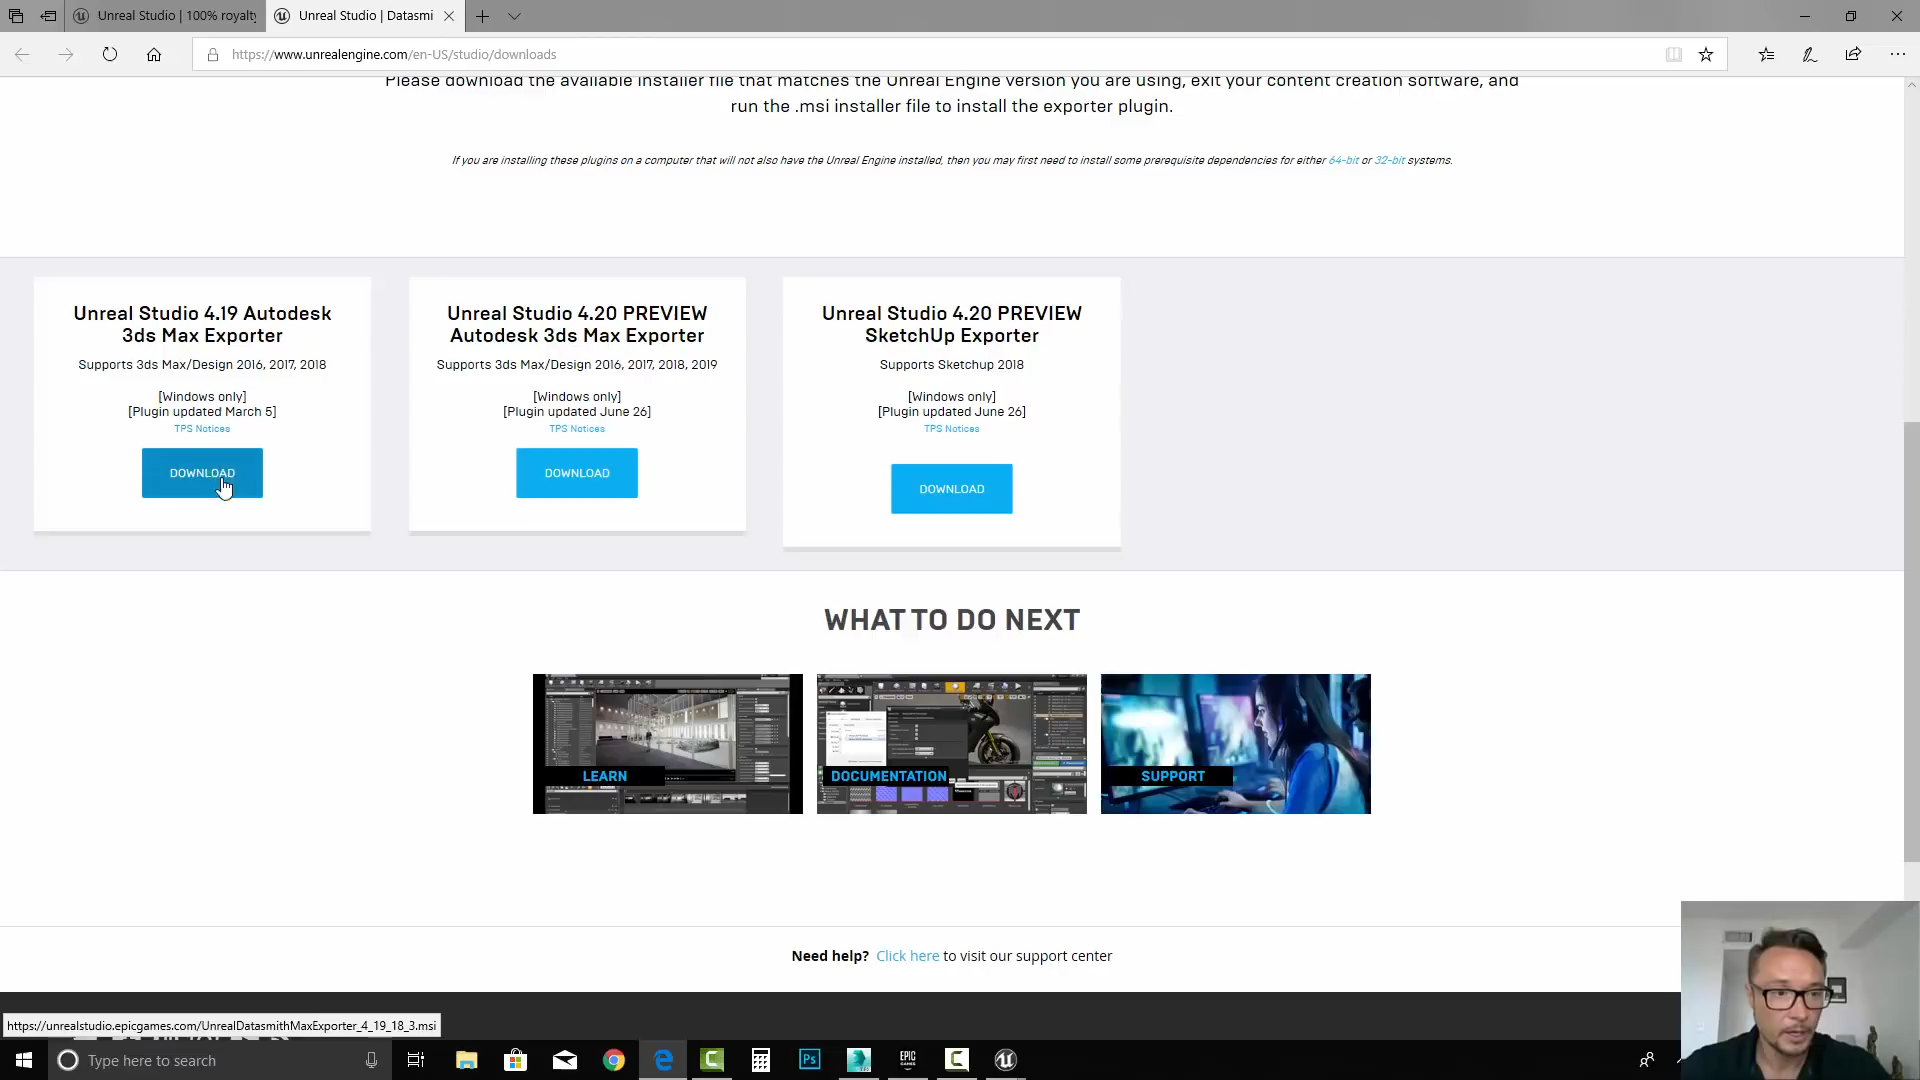 Unreal Studio | 100% royalty
Unreal Studio | Datasmi
https://www.unrealengine.com/en-US/studio/downloads
Please download the available installer file that matches the Unreal Engine version you are using, exit your content creation software, and
run the .msi installer file to install the exporter plugin.
If you are installing these plugins on a computer that will not also have the Unreal Engine installed, then you may first need to install some prerequisite dependencies for either 64-bit or 32-bit systems.
Unreal Studio 4.19 Autodesk
3ds Max Exporter
Supports 3ds Max/Design 2016, 2017, 2018
[Windows only]
[Plugin updated March 5]
TPS Notices
DOWNLOAD
Unreal Studio 4.20 PREVIEW
Autodesk 3ds Max Exporter
Supports 3ds Max/Design 2016, 2017, 2018, 2019
[Windows only]
[Plugin updated June 26]
TPS Notices
DOWNLOAD
Unreal Studio 4.20 PREVIEW
SketchUp Exporter
Supports Sketchup 2018
[Windows only]
[Plugin updated June 26]
TPS Notices
DOWNLOAD
WHAT TO DO NEXT
LEARN
DOCUMENTATION
SUPPORT
Need help? Click here to visit our support center
https://unrealstudio.epicgames.com/UnrealDatasmithMaxExporter_4_19_18_3.msi
Type here to search
Ps
EPIC
GAMES